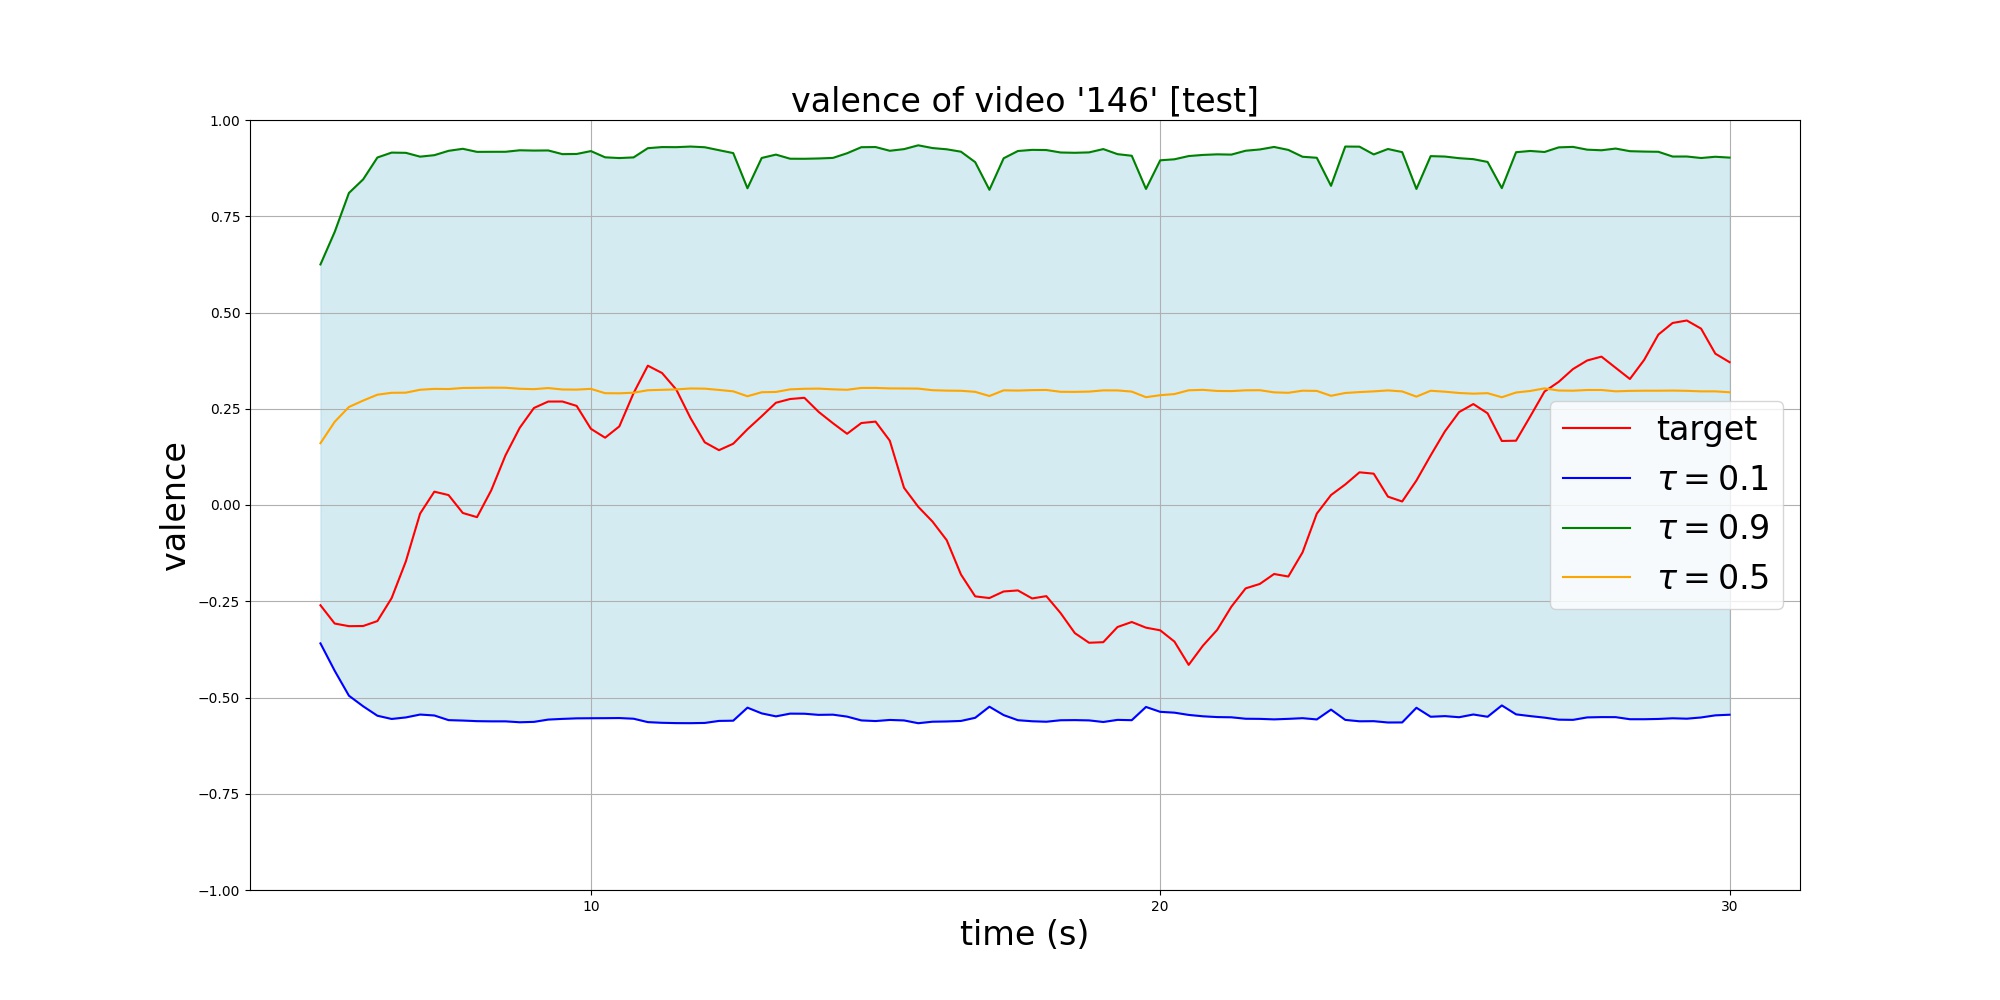 valence of video '146' [test]
1.00
0.75
0.50
0.25
0.00
−0.25
−0.50
−0.75
−1.00
valence
10
20
30
time (s)
target
τ = 0.1
τ = 0.9
τ = 0.5